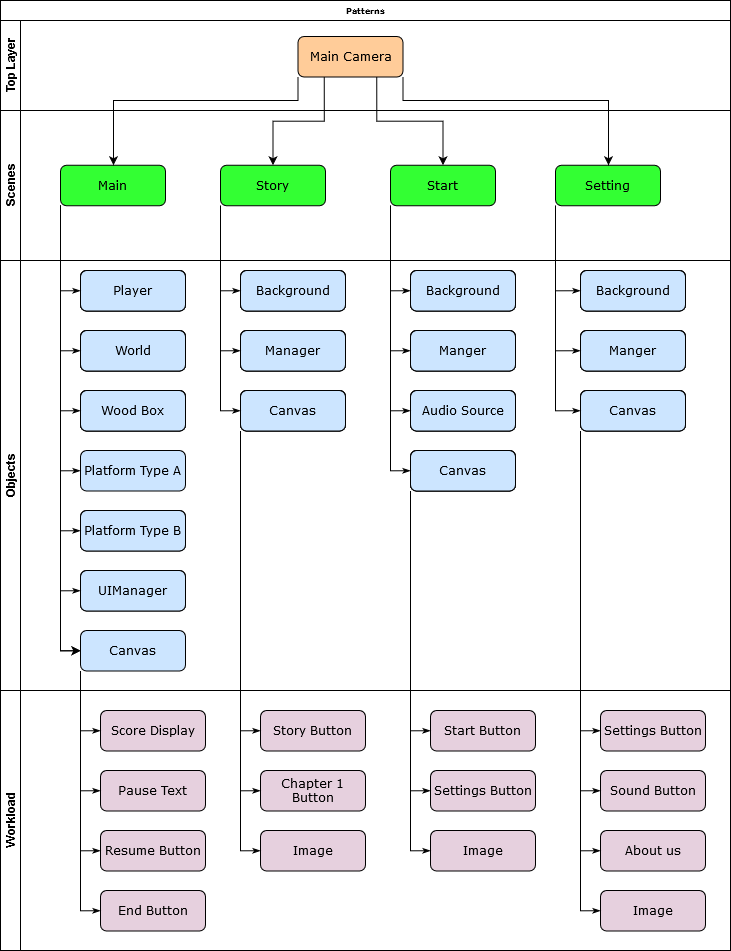 Patterns
Top Layer
Main Camera
Scenes
Main
Story
Start
Setting
Objects
Player
Background
Background
Background
World
Manager
Manger
Manger
Wood Box
Canvas
Audio Source
Canvas
Platform Type A
Canvas
Platform Type B
UIManager
Canvas
Workload
Score Display
Story Button
Start Button
Settings Button
Pause Text
Chapter 1
Button
Settings Button
Sound Button
Resume Button
Image
Image
About us
End Button
Image